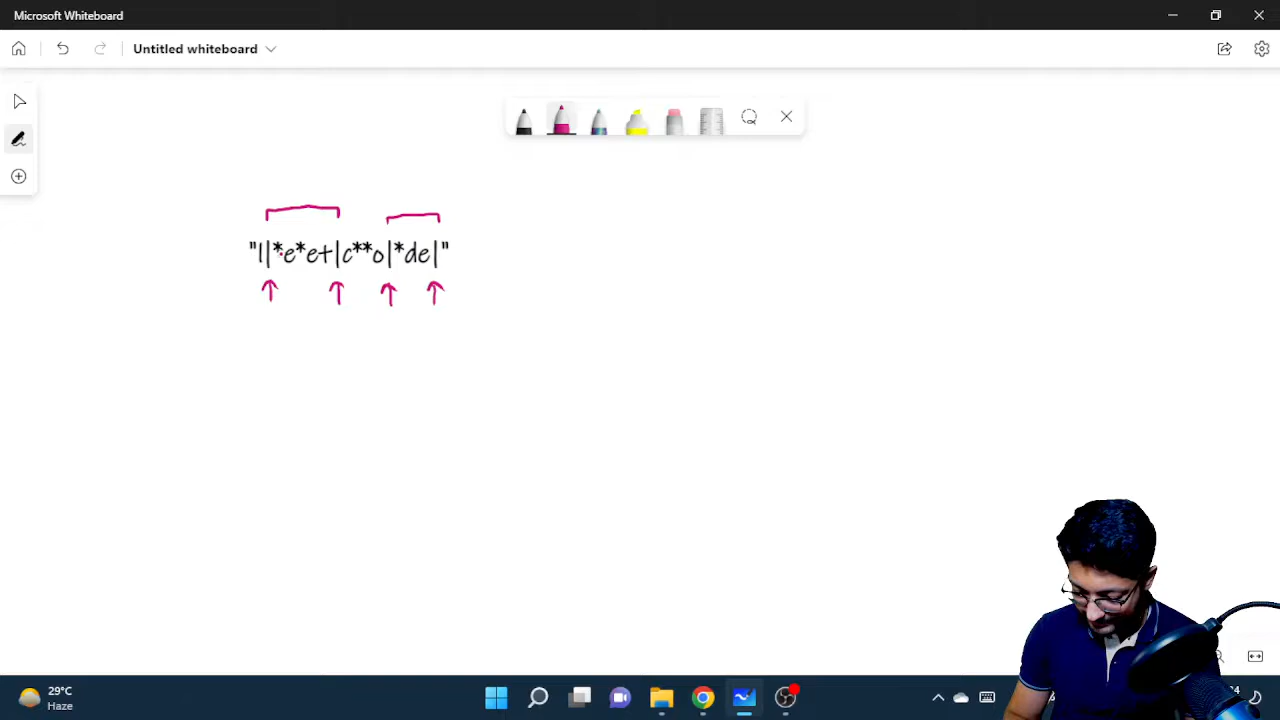 Microsoft Whiteboard
Untitled whiteboard
"l|*e*et|c**o|*de|"
29°C
Haze